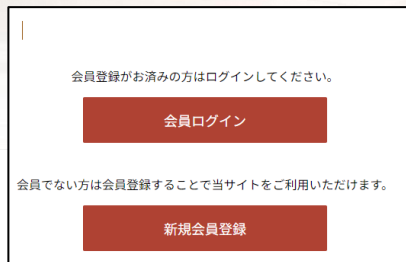 会員登録がお済みの方はログインしてください。
会員ログイン
会員でない方は会員登録することで当サイトをご利用いただけます。
新規会員登録